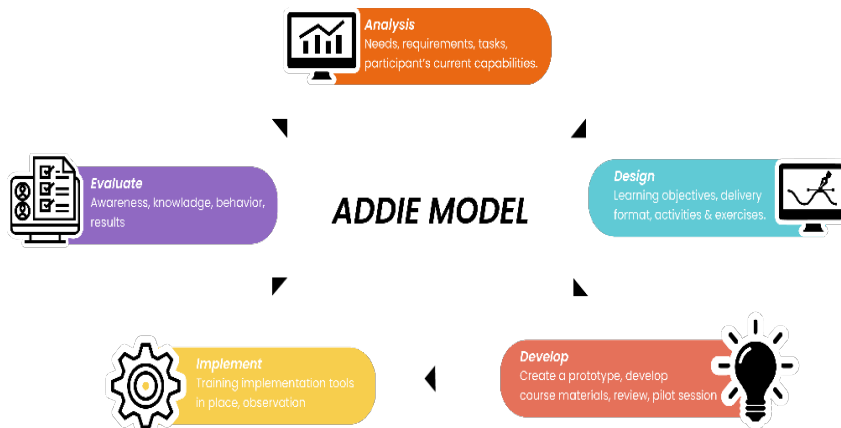 Analysis
Needs, requirements, tasks,
participant's current capabilities.
Design
Learning objectives, delivery
format, activities & exercises.
Develop
Create a prototype, develop
course materials, review, pilot session
Implement
Training implementation tools
in place, observation
Evaluate
Awareness, knowladge, behavior,
results
ADDIE MODEL